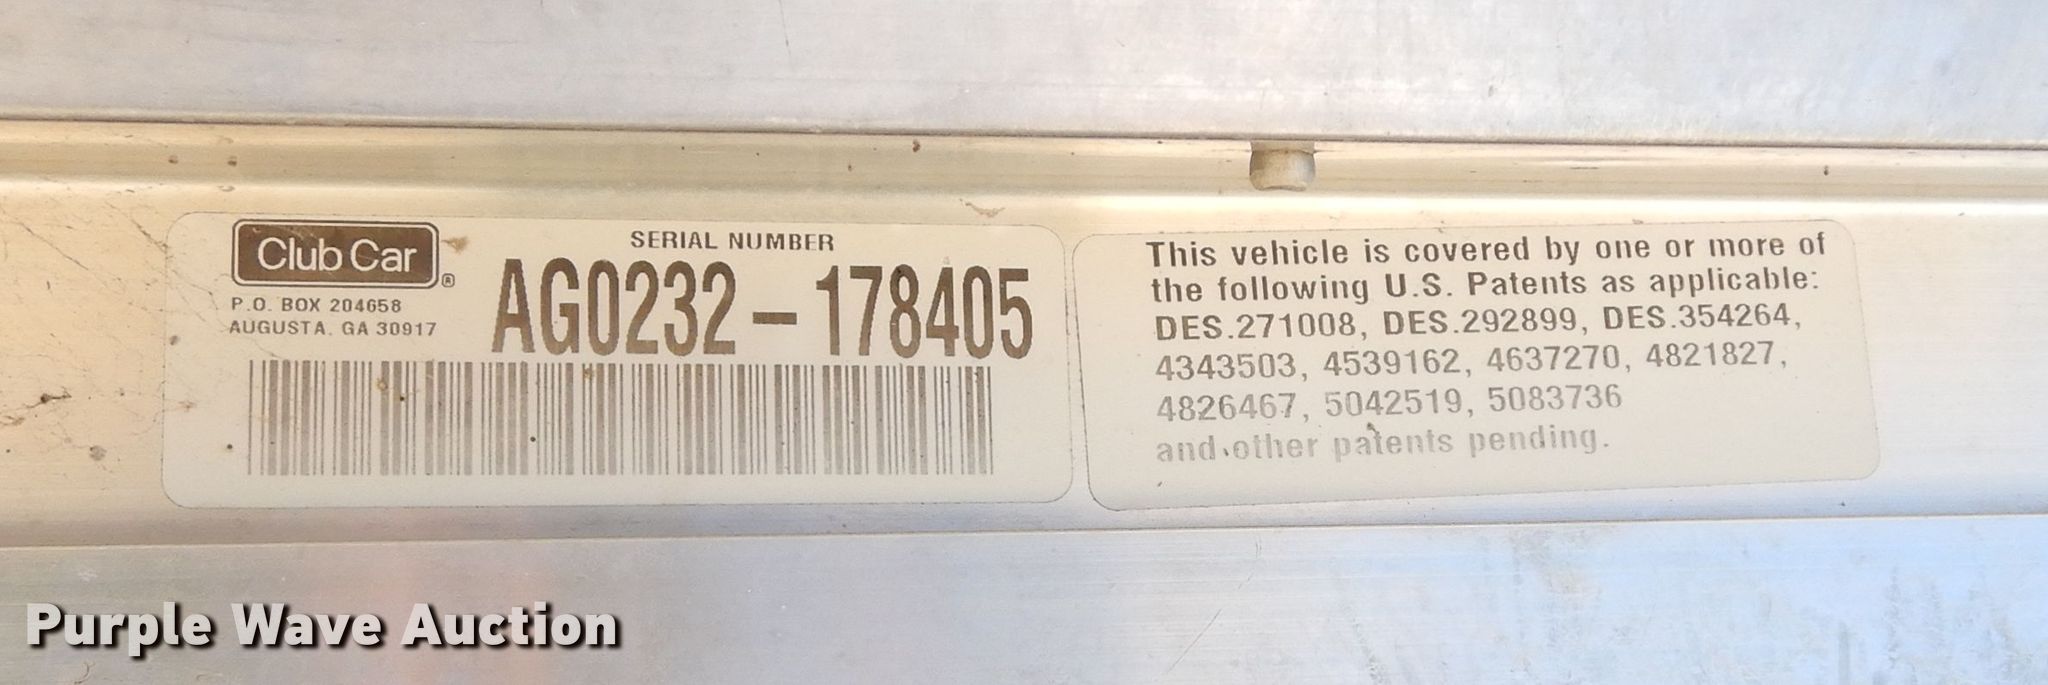 Club Car ®
P.O. BOX 204658
AUGUSTA, GA 30917
SERIAL NUMBER
AG0232-178405
This vehicle is covered by one or more of
the following U.S. Patents as applicable:
DES.271008, DES.292899, DES.354264,
4343503, 4539162, 4637270, 4821827,
4826467, 5042519, 5083736
and other patents pending.
Purple Wave Auction